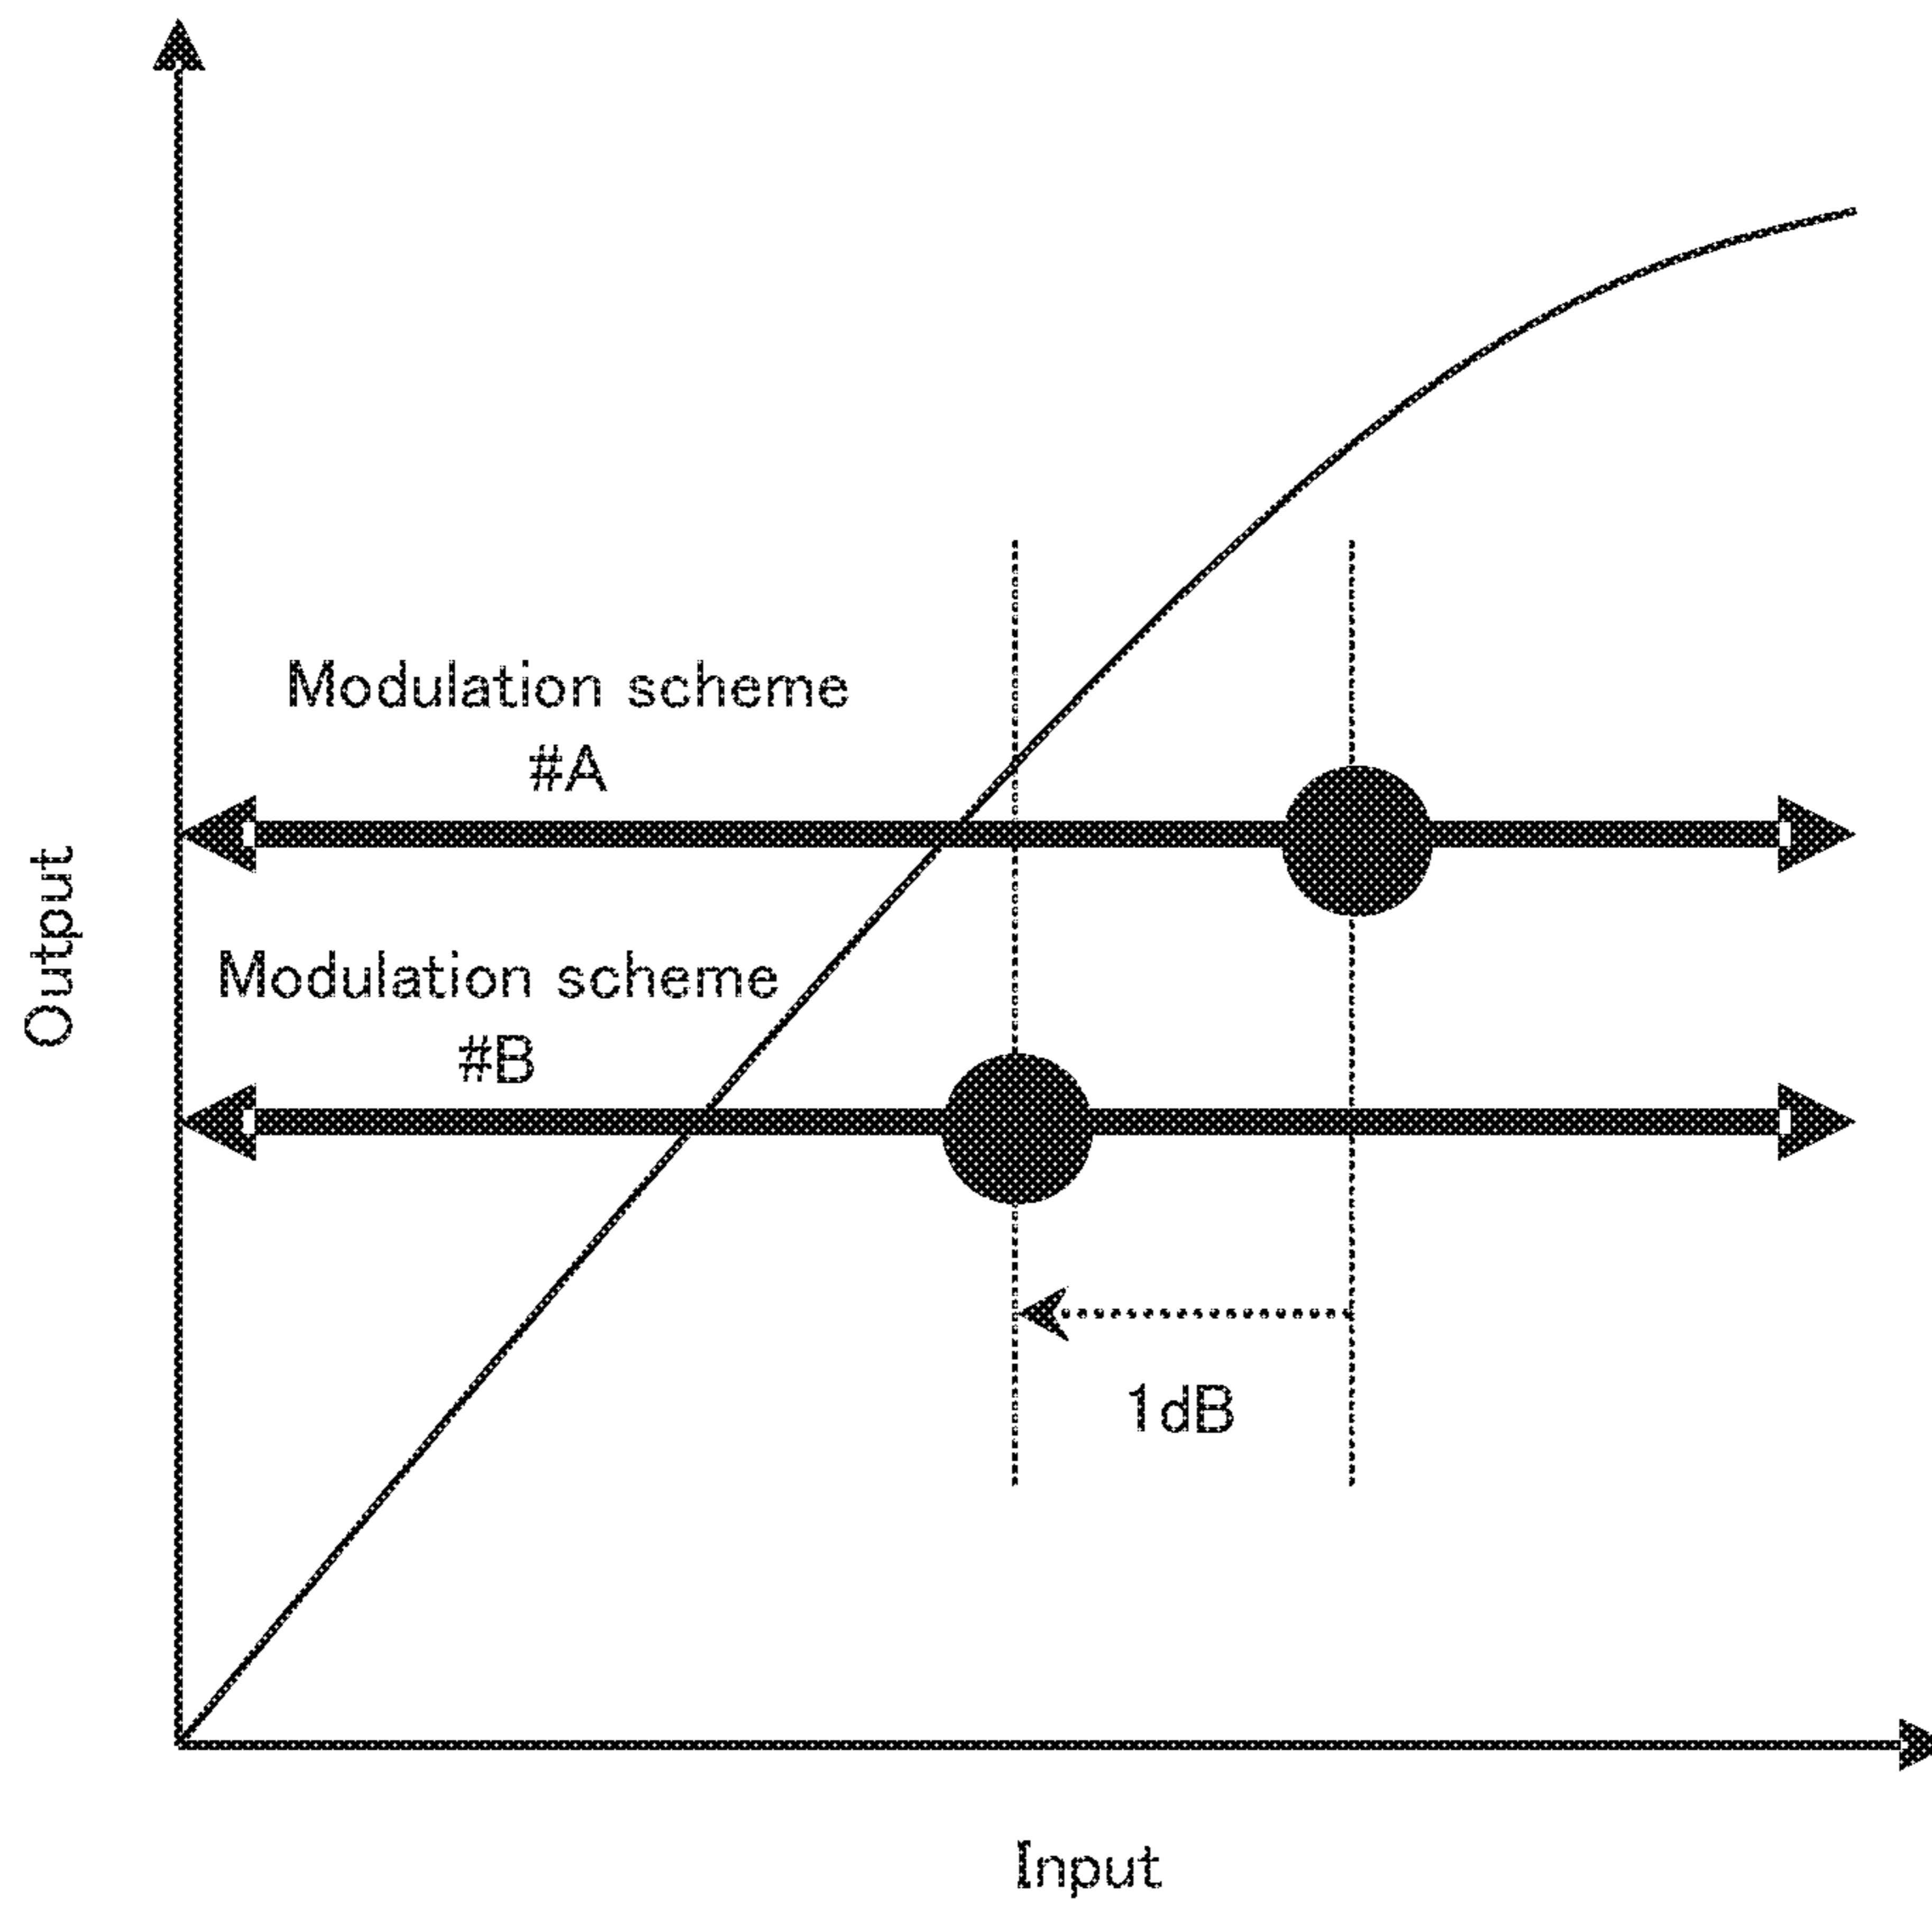 Modulation scheme
#A
Output
Modulation scheme
#B
1dB
Input